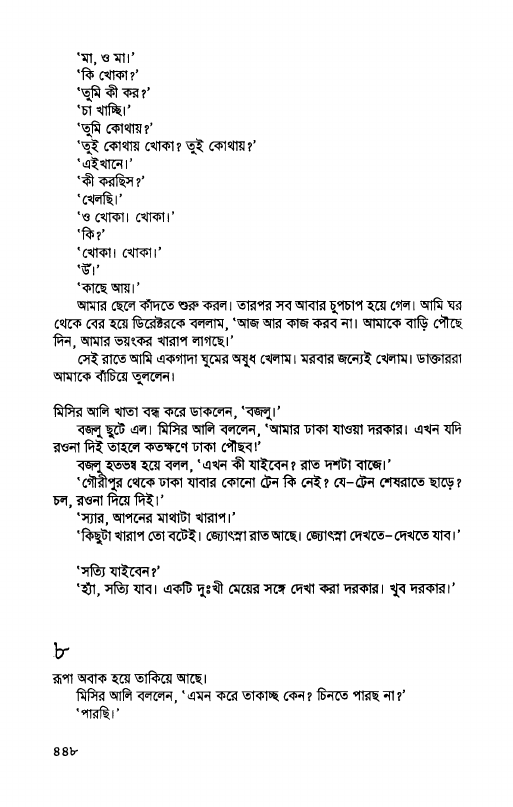 ‘মা, ও মা।’
‘কি খোকা?’
‘তুমি কী কর?’
‘চা খাচ্ছি।’
‘তুমি কোথায়?’
‘তুই কোথায় খোকা? তুই কোথায়?’
‘এইখানে।’
‘কী করছিস?’
‘খেলছি।’
‘ও খোকা। খোকা।’
‘কি?’
‘খোকা। খোকা।’
‘উঁ।’
‘কাছে আয়।’
আমার ছেলে কাঁদতে শুরু করল। তারপর সব আবার চুপচাপ হয়ে গেল। আমি ঘর
থেকে বের হয়ে ডিরেক্টরকে বললাম, ‘আজ আর কাজ করব না। আমাকে বাড়ি পৌছে
দিন, আমার ভয়ংকর খারাপ লাগছে।’
সেই রাতে আমি একগাদা ঘুমের অষুধ খেলাম। মরবার জন্যেই খেলাম। ডাক্তাররা
আমাকে বাঁচিয়ে তুললেন।
মিসির আলি খাতা বন্ধ করে ডাকলেন, ‘বজলু।’
বজলু ছুটে এল। মিসির আলি বললেন, ‘আমার ঢাকা যাওয়া দরকার। এখন যদি
রওনা দিই তাহলে কতক্ষণে ঢাকা পৌছব!’
বজলু হতভম্ব হয়ে বলল, ‘এখন কী যাইবেন? রাত দশটা বাজে।’
‘গৌরীপুর থেকে ঢাকা যাবার কোনো ট্রেন কি নেই? যে–ট্রেন শেষরাতে ছাড়ে?
চল, রওনা দিয়ে দিই।’
‘স্যার, আপনের মাথাটা খারাপ।’
‘কিছুটা খারাপ তো বটেই। জ্যোৎস্না রাত আছে। জ্যোৎস্না দেখতে–দেখতে যাব।’
‘সত্যি যাইবেন?’
‘হ্যাঁ, সত্যি যাব। একটি দুঃখী মেয়ের সঙ্গে দেখা করা দরকার। খুব দরকার।’
৮
রূপা অবাক হয়ে তাকিয়ে আছে।
মিসির আলি বললেন, ‘এমন করে তাকাচ্ছ কেন? চিনতে পারছ না?’
‘পারছি।’
৪৪৮